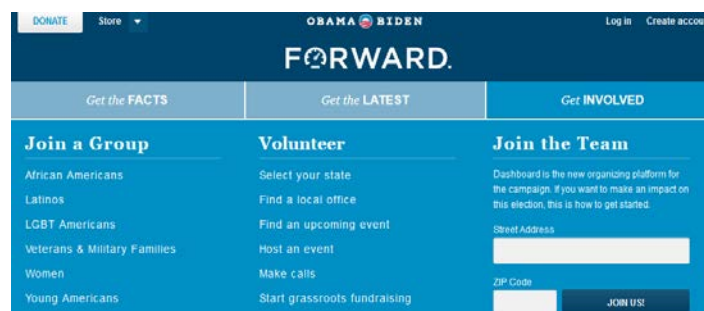 DONATE Store OBAMA BIDEN Log in Create accou
FORWARD.
Get the FACTS Get the LATEST Get INVOLVED
Join a Group
African Americans
Latinos
LGBT Americans
Veterans & Military Families
Women
Young Americans
Volunteer
Select your state
Find a local office
Find an upcoming event
Host an event
Make calls
Start grassroots fundraising
Join the Team
Dashboard is the new organizing platform for
the campaign. If you want to make an impact on
this election, this is how to get started.
Street Address
ZIP Code
JOIN US!